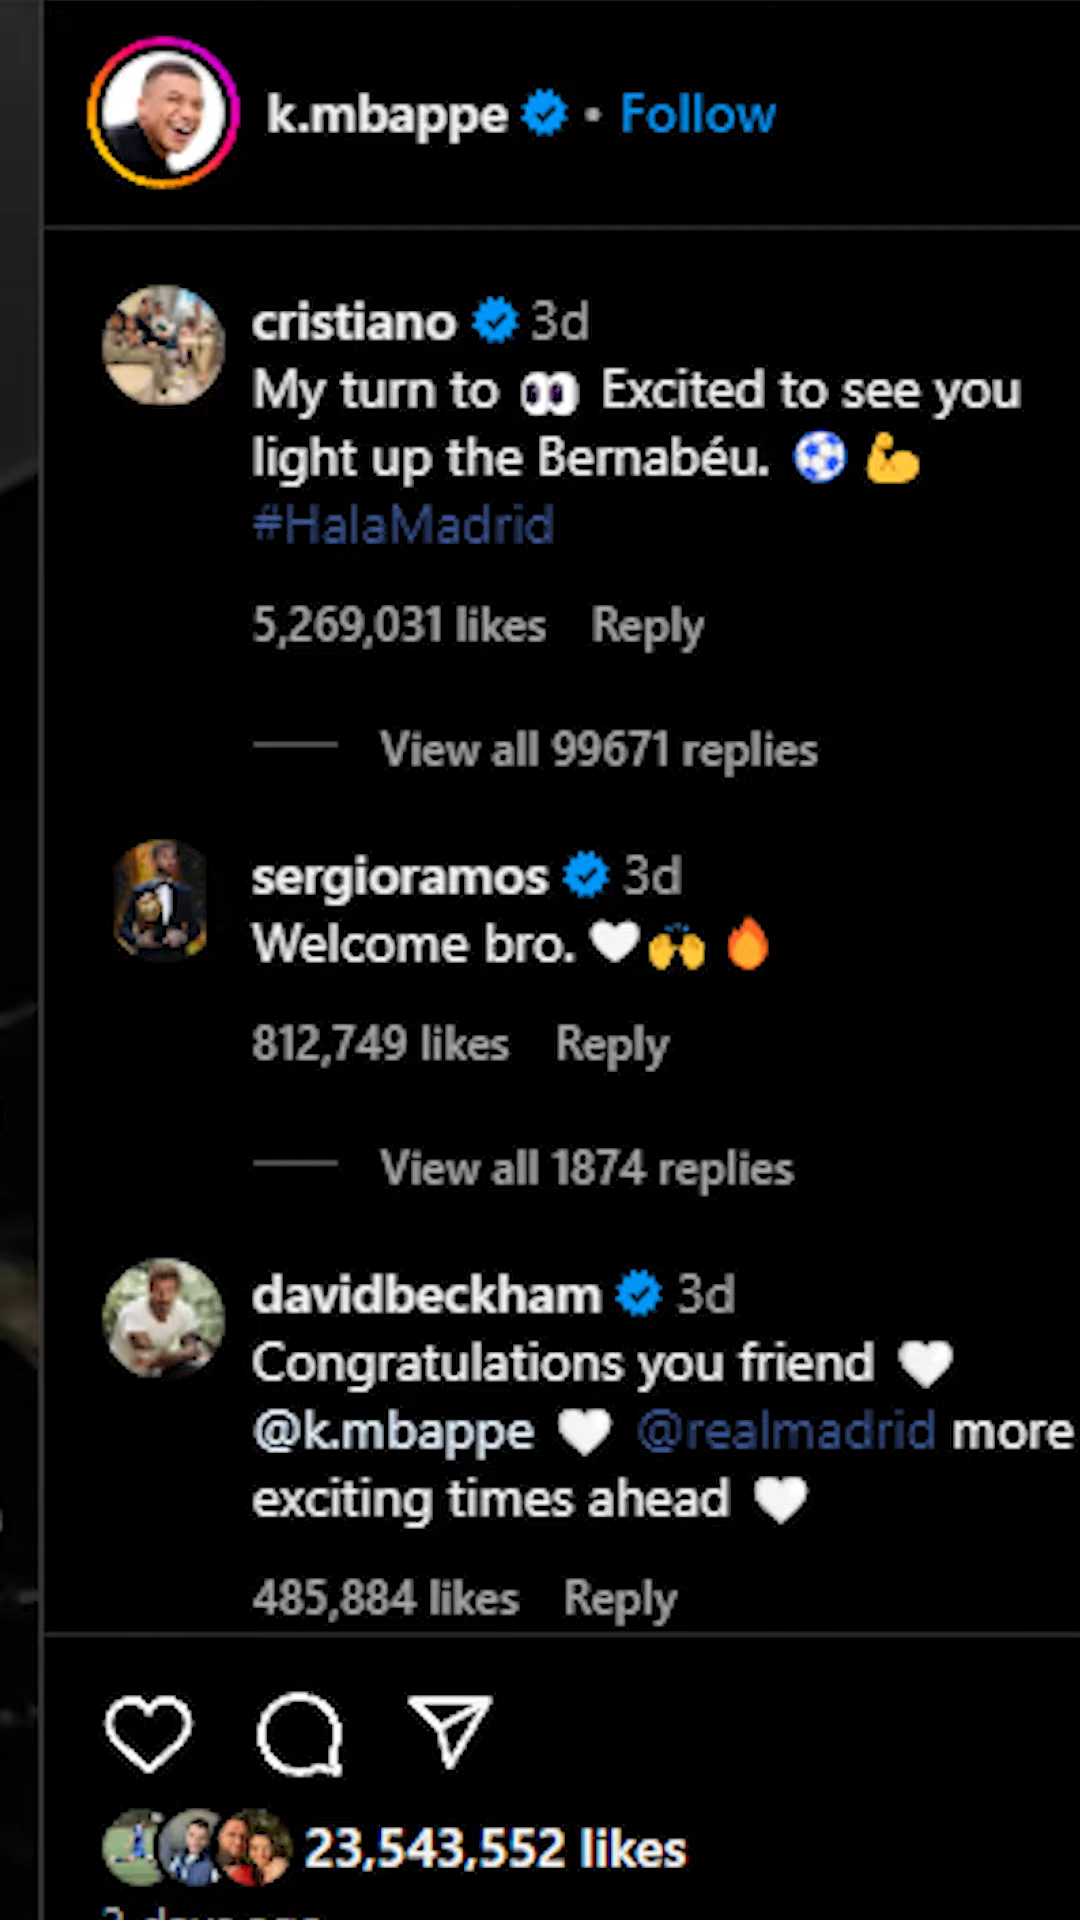 k.mbappe • Follow
cristiano 3d
My turn to 👀 Excited to see you
light up the Bernabéu. ⚽ 💪
#HalaMadrid
5,269,031 likes Reply
View all 99671 replies
sergioramos 3d
Welcome bro. 🤍🙌 🔥
812,749 likes Reply
View all 1874 replies
davidbeckham 3d
Congratulations you friend 🤍
@k.mbappe 🤍 @realmadrid more
exciting times ahead 🤍
485,884 likes Reply
23,543,552 likes
days ago